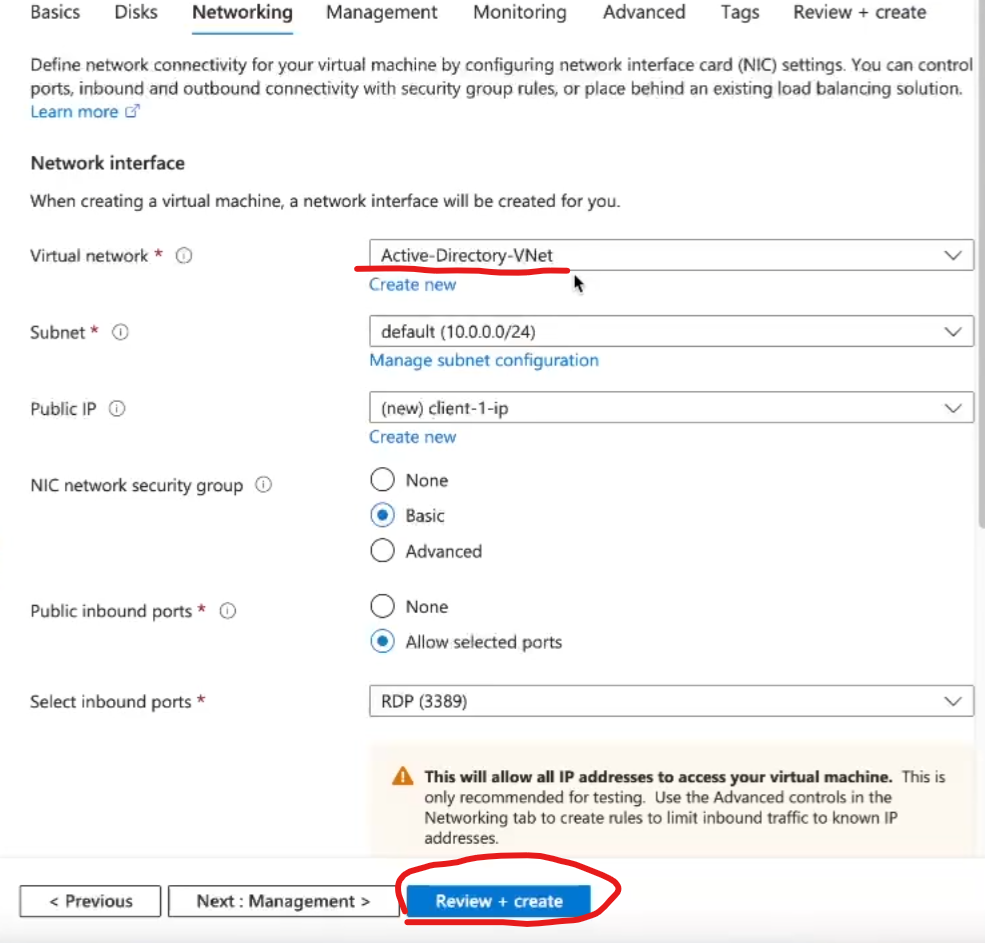 Basics Disks Networking Management Monitoring Advanced Tags Review + create
Define network connectivity for your virtual machine by configuring network interface card (NIC) settings. You can control
ports, inbound and outbound connectivity with security group rules, or place behind an existing load balancing solution.
Learn more
Network interface
When creating a virtual machine, a network interface will be created for you.
Virtual network *
Active-Directory-VNet
Create new
Subnet *
default (10.0.0.0/24)
Manage subnet configuration
Public IP
(new) client-1-ip
Create new
NIC network security group
None
Basic
Advanced
Public inbound ports *
None
Allow selected ports
Select inbound ports *
RDP (3389)
This will allow all IP addresses to access your virtual machine. This is
only recommended for testing. Use the Advanced controls in the
Networking tab to create rules to limit inbound traffic to known IP
addresses.
< Previous
Next : Management >
Review + create